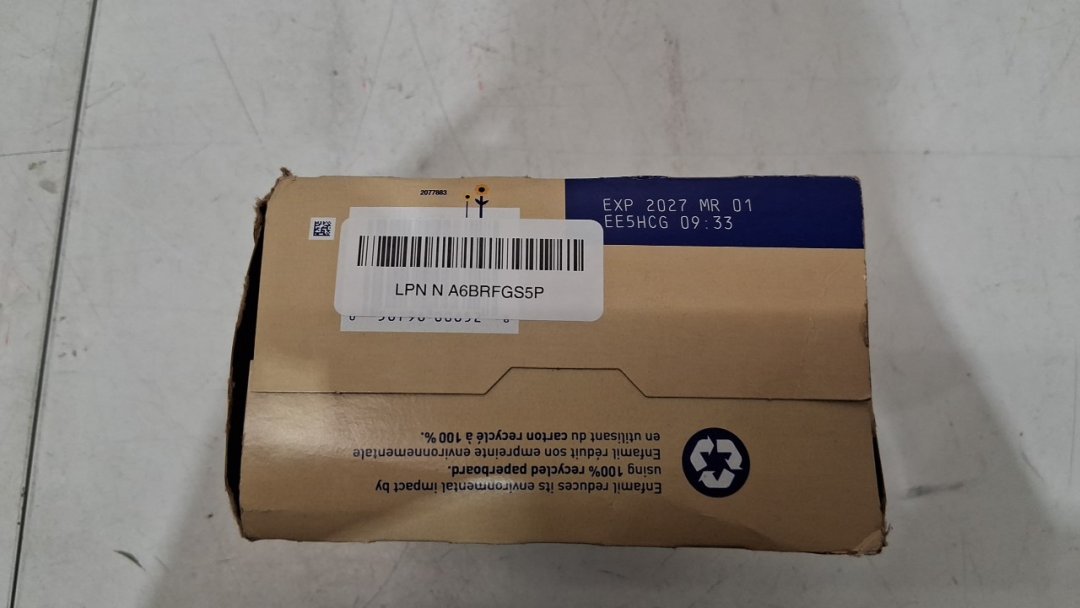 2077883
EXP 2027 MR 01
EE5HCG 09:33
LPN N A6BRFGS5P
Enfamil reduces its environmental impact by
using 100% recycled paperboard.
Enfamil réduit son empreinte environnementale
en utilisant du carton recyclé à 100 %.